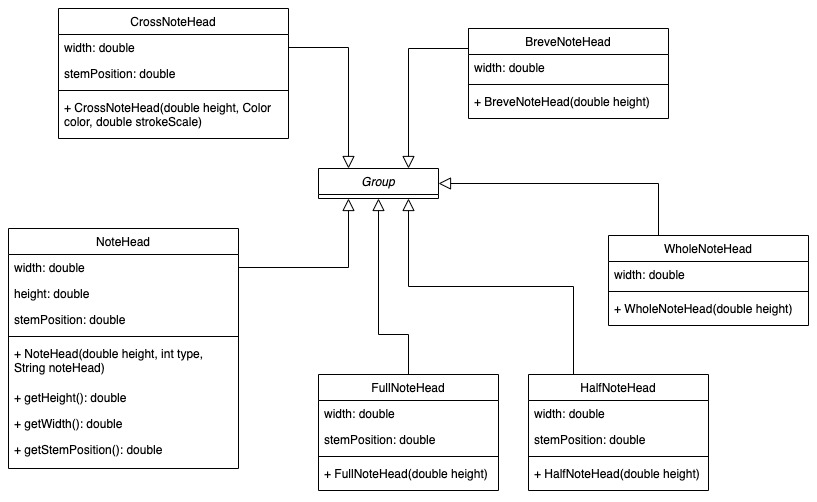 CrossNoteHead
width: double
stemPosition: double
+ CrossNoteHead(double height, Color
color, double strokeScale)
BreveNoteHead
width: double
+ BreveNoteHead(double height)
Group
NoteHead
width: double
height: double
stemPosition: double
+ NoteHead(double height, int type,
String noteHead)
+ getHeight(): double
+ getWidth(): double
+ getStemPosition(): double
WholeNoteHead
width: double
+ WholeNoteHead(double height)
FullNoteHead
width: double
stemPosition: double
+ FullNoteHead(double height)
HalfNoteHead
width: double
stemPosition: double
+ HalfNoteHead(double height)